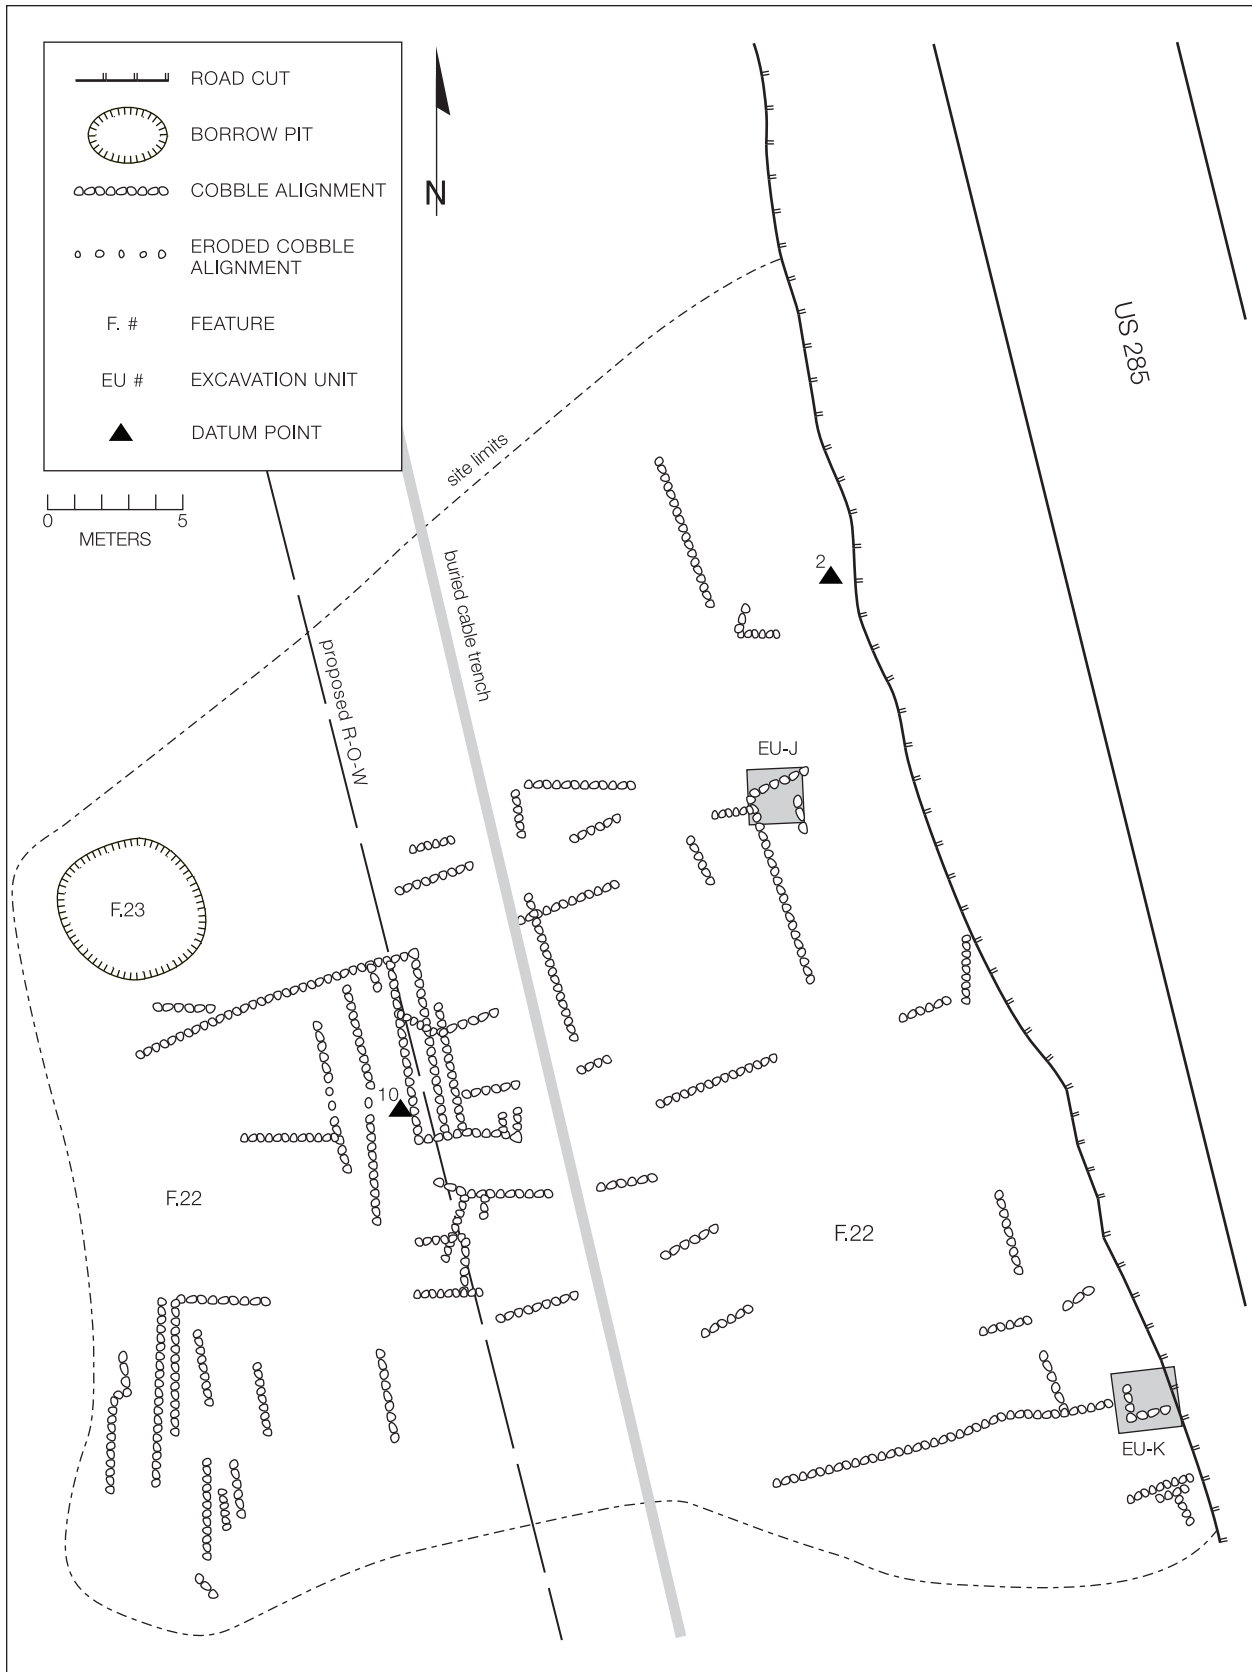 ROAD CUT
BORROW PIT
COBBLE ALIGNMENT
ERODED COBBLE
ALIGNMENT
F. # FEATURE
EU # EXCAVATION UNIT
DATUM POINT
N
0 5
METERS
US 285
site limits
2
buried cable trench
proposed R-O-W
EU-J
F.23
10
F.22
F.22
EU-K